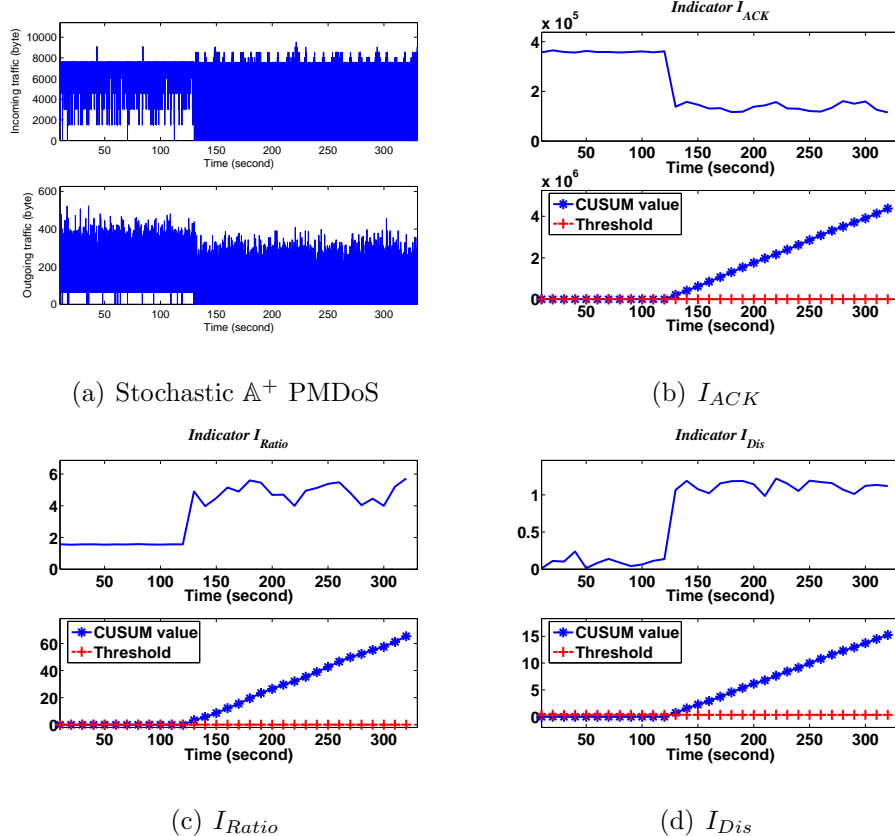 Incoming traffic (byte)
10000
8000
6000
4000
2000
0
50 100 150 200 250 300
Time (second)
Outgoing traffic (byte)
600
400
200
0
50 100 150 200 250 300
Time (second)
(a) Stochastic 𝔸⁺ PMDoS
Indicator I_ACK
x 10⁵
4
2
0
50 100 150 200 250 300
Time (second)
x 10⁶
4
2
0
CUSUM value
Threshold
50 100 150 200 250 300
Time (second)
(b) I_ACK
Indicator I_Ratio
6
4
2
0
50 100 150 200 250 300
Time (second)
60
40
20
0
CUSUM value
Threshold
50 100 150 200 250 300
Time (second)
(c) I_Ratio
Indicator I_Dis
1
0.5
0
50 100 150 200 250 300
Time (second)
15
10
5
0
CUSUM value
Threshold
50 100 150 200 250 300
Time (second)
(d) I_Dis